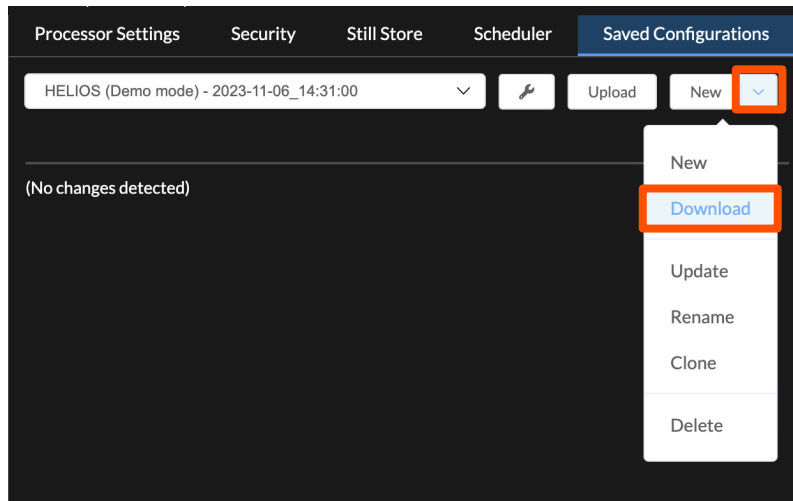 Processor Settings Security Still Store Scheduler Saved Configurations
HELIOS (Demo mode) - 2023-11-06_14:31:00 Upload New
New
(No changes detected)
Download
Update
Rename
Clone
Delete